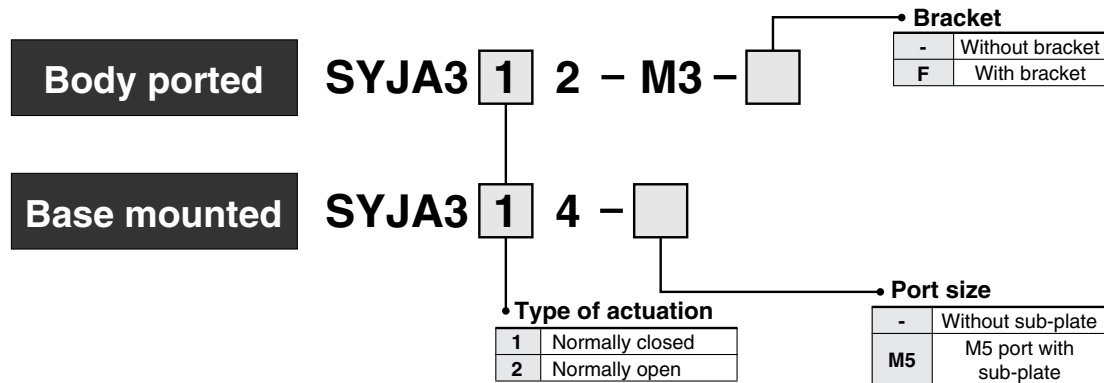 Bracket
- Without bracket
F With bracket
Body ported SYJA3 1 2 – M3 –
Base mounted SYJA3 1 4 –
Type of actuation
1 Normally closed
2 Normally open
Port size
- Without sub-plate
M5 M5 port with
sub-plate